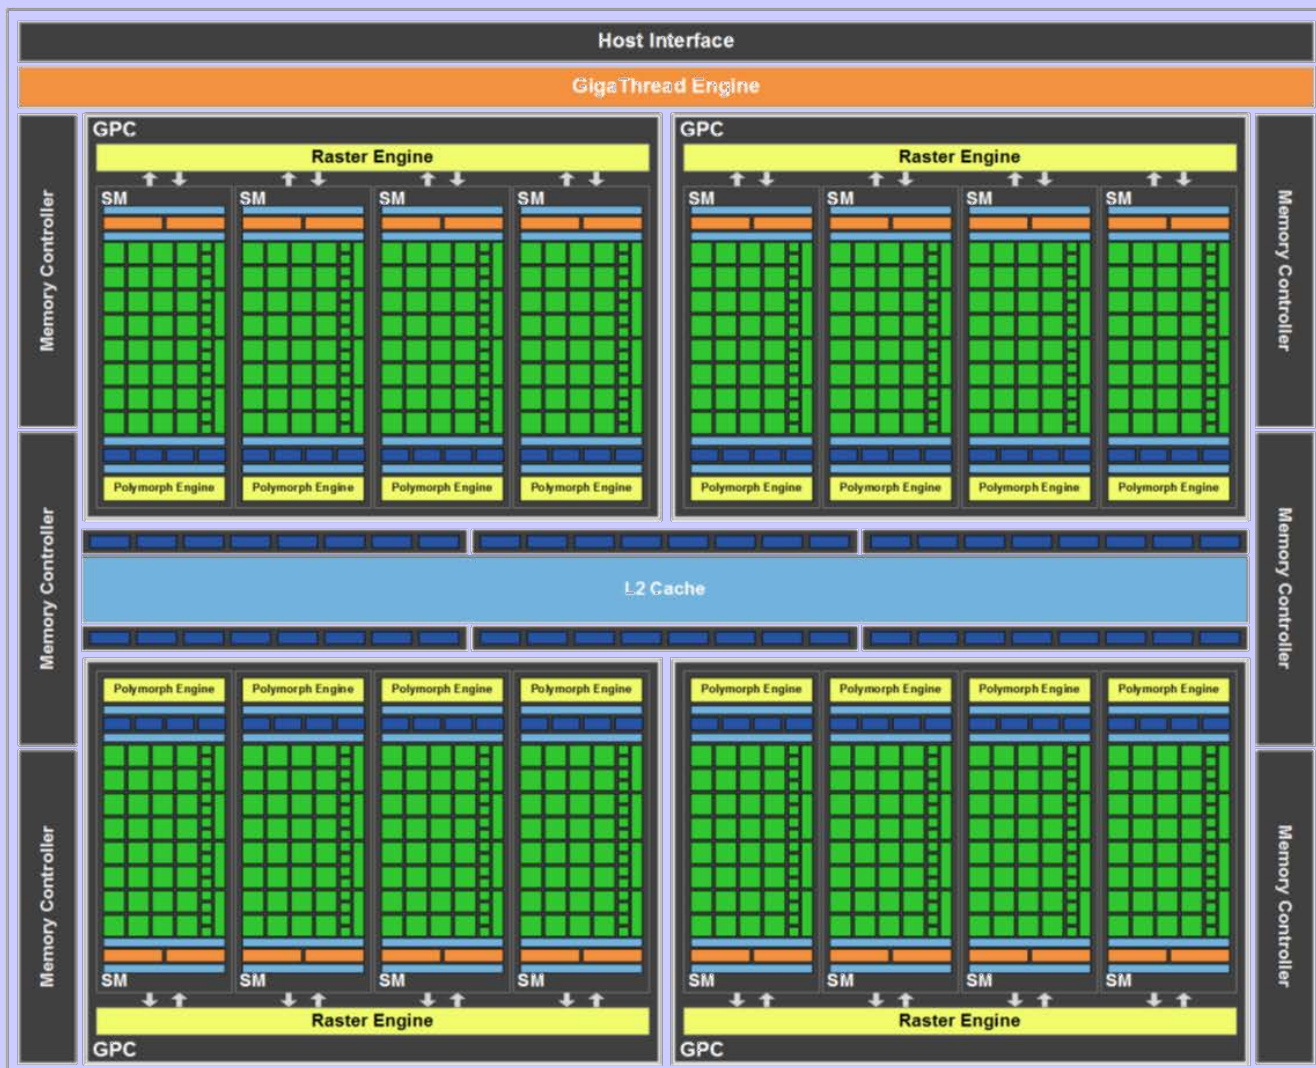 Host Interface
GigaThread Engine
GPC
GPC
Raster Engine
Raster Engine
Memory Controller
Memory Controller
SM
SM
SM
SM
SM
SM
SM
SM
Polymorph Engine
Polymorph Engine
Polymorph Engine
Polymorph Engine
Polymorph Engine
Polymorph Engine
Polymorph Engine
Polymorph Engine
Memory Controller
Memory Controller
L2 Cache
Polymorph Engine
Polymorph Engine
Polymorph Engine
Polymorph Engine
Polymorph Engine
Polymorph Engine
Polymorph Engine
Polymorph Engine
Memory Controller
Memory Controller
SM
SM
SM
SM
SM
SM
SM
SM
Raster Engine
Raster Engine
GPC
GPC